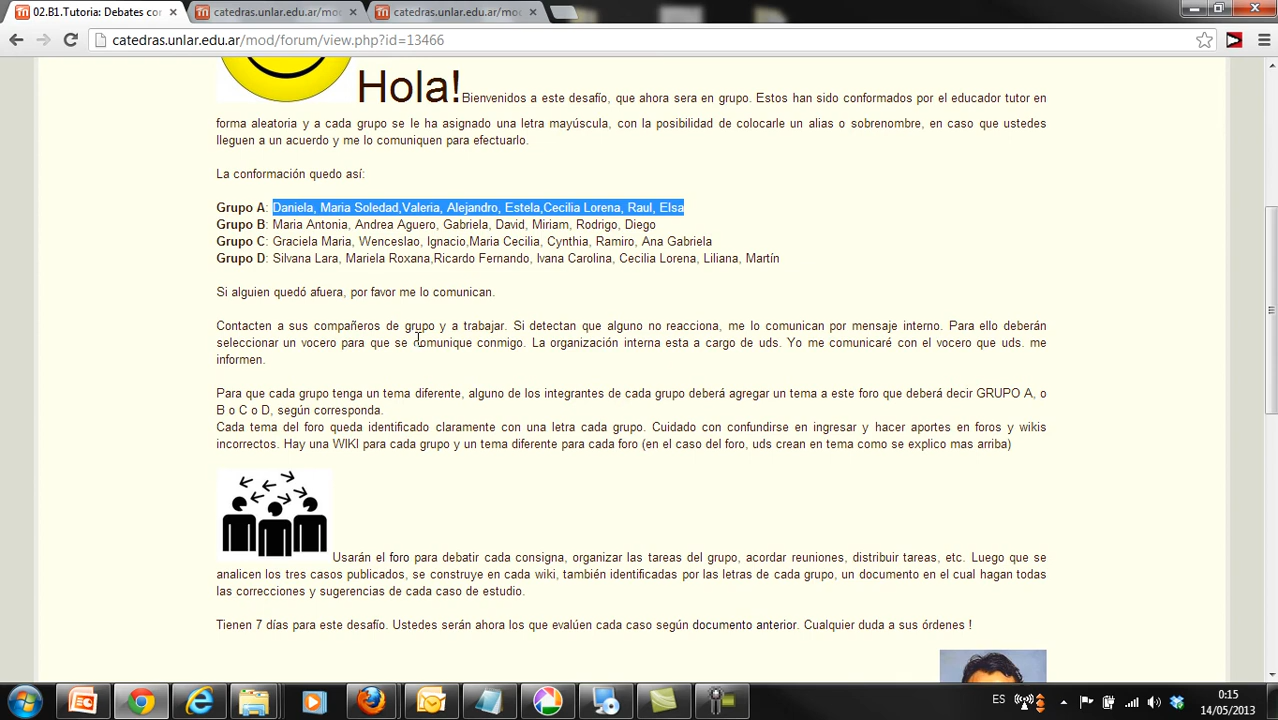 02.B1.Tutoria: Debates con
catedras.unlar.edu.ar/mod
catedras.unlar.edu.ar/mod
catedras.unlar.edu.ar/mod/forum/view.php?id=13466
Hola! Bienvenidos a este desafío, que ahora sera en grupo. Estos han sido conformados por el educador tutor en
forma aleatoria y a cada grupo se le ha asignado una letra mayúscula, con la posibilidad de colocarle un alias o sobrenombre, en caso que ustedes
lleguen a un acuerdo y me lo comuniquen para efectuarlo.
La conformación quedo así:
Grupo A: Daniela, Maria Soledad,Valeria, Alejandro, Estela,Cecilia Lorena, Raul, Elsa
Grupo B: Maria Antonia, Andrea Aguero, Gabriela, David, Miriam, Rodrigo, Diego
Grupo C: Graciela Maria, Wenceslao, Ignacio,Maria Cecilia, Cynthia, Ramiro, Ana Gabriela
Grupo D: Silvana Lara, Mariela Roxana,Ricardo Fernando, Ivana Carolina, Cecilia Lorena, Liliana, Martín
Si alguien quedó afuera, por favor me lo comunican.
Contacten a sus compañeros de grupo y a trabajar. Si detectan que alguno no reacciona, me lo comunican por mensaje interno. Para ello deberán
seleccionar un vocero para que se comunique conmigo. La organización interna esta a cargo de uds. Yo me comunicaré con el vocero que uds. me
informen.
Para que cada grupo tenga un tema diferente, alguno de los integrantes de cada grupo deberá agregar un tema a este foro que deberá decir GRUPO A, o
B o C o D, según corresponda.
Cada tema del foro queda identificado claramente con una letra cada grupo. Cuidado con confundirse en ingresar y hacer aportes en foros y wikis
incorrectos. Hay una WIKI para cada grupo y un tema diferente para cada foro (en el caso del foro, uds crean en tema como se explico mas arriba)
Usarán el foro para debatir cada consigna, organizar las tareas del grupo, acordar reuniones, distribuir tareas, etc. Luego que se
analicen los tres casos publicados, se construye en cada wiki, también identificadas por las letras de cada grupo, un documento en el cual hagan todas
las correcciones y sugerencias de cada caso de estudio.
Tienen 7 días para este desafío. Ustedes serán ahora los que evalúen cada caso según documento anterior. Cualquier duda a sus órdenes !
ES
0:15
14/05/2013